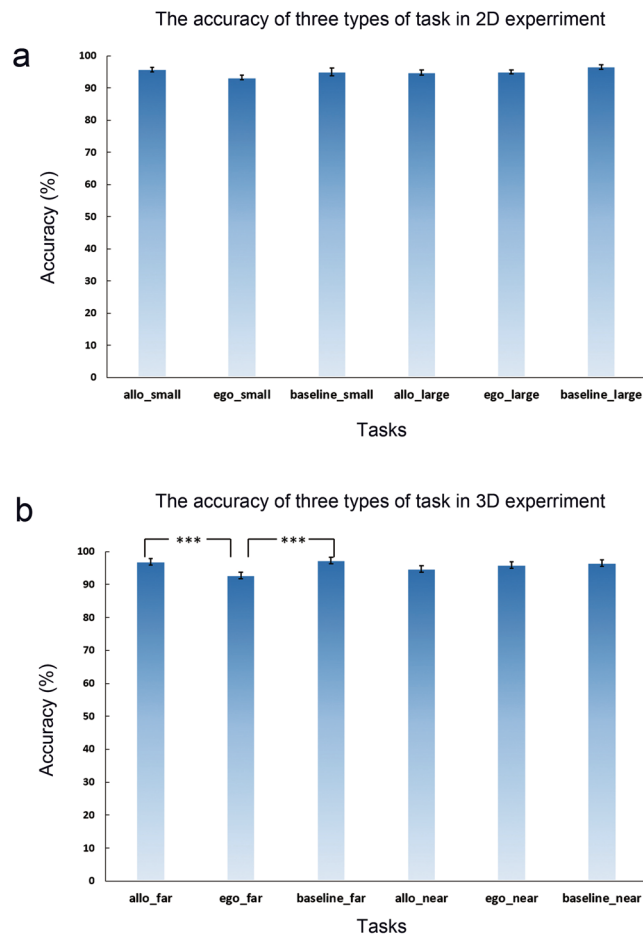 The accuracy of three types of task in 2D experiment
a
100
90
80
70
60
50
40
30
20
10
0
Accuracy (%)
allo_small ego_small baseline_small allo_large ego_large baseline_large
Tasks
The accuracy of three types of task in 3D experriment
b
*** ***
100
90
80
70
60
50
40
30
20
10
0
Accuracy (%)
allo_far ego_far baseline_far allo_near ego_near baseline_near
Tasks